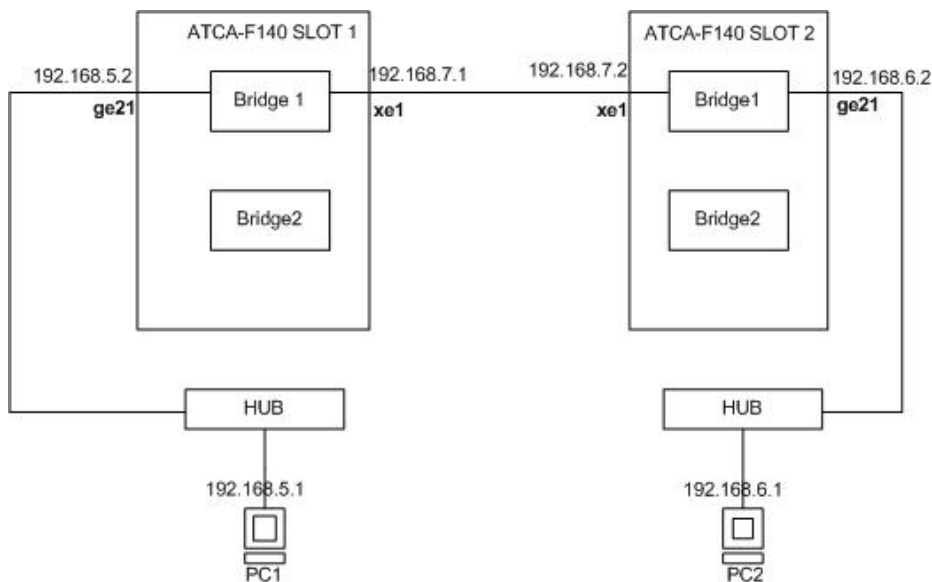 ATCA-F140 SLOT 1
ATCA-F140 SLOT 2
192.168.5.2
192.168.7.1
192.168.7.2
192.168.6.2
Bridge 1
Bridge1
ge21
xe1
xe1
ge21
Bridge2
Bridge2
HUB
HUB
192.168.5.1
192.168.6.1
PC1
PC2